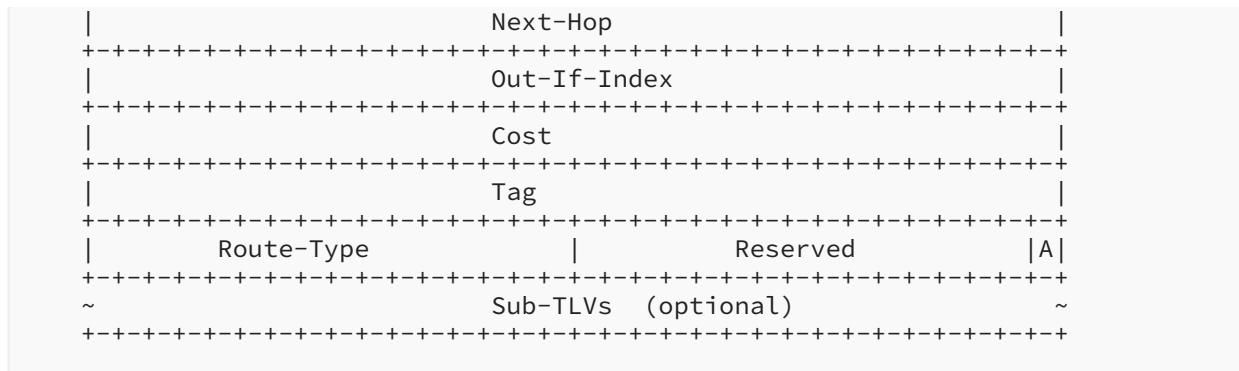 |                          Next-Hop                             |
+-+-+-+-+-+-+-+-+-+-+-+-+-+-+-+-+-+-+-+-+-+-+-+-+-+-+-+-+-+-+-+-+
|                          Out-If-Index                         |
+-+-+-+-+-+-+-+-+-+-+-+-+-+-+-+-+-+-+-+-+-+-+-+-+-+-+-+-+-+-+-+-+
|                          Cost                                 |
+-+-+-+-+-+-+-+-+-+-+-+-+-+-+-+-+-+-+-+-+-+-+-+-+-+-+-+-+-+-+-+-+
|                          Tag                                  |
+-+-+-+-+-+-+-+-+-+-+-+-+-+-+-+-+-+-+-+-+-+-+-+-+-+-+-+-+-+-+-+-+
|        Route-Type             |          Reserved           |A|
+-+-+-+-+-+-+-+-+-+-+-+-+-+-+-+-+-+-+-+-+-+-+-+-+-+-+-+-+-+-+-+-+
~                          Sub-TLVs  (optional)                 ~
+-+-+-+-+-+-+-+-+-+-+-+-+-+-+-+-+-+-+-+-+-+-+-+-+-+-+-+-+-+-+-+-+